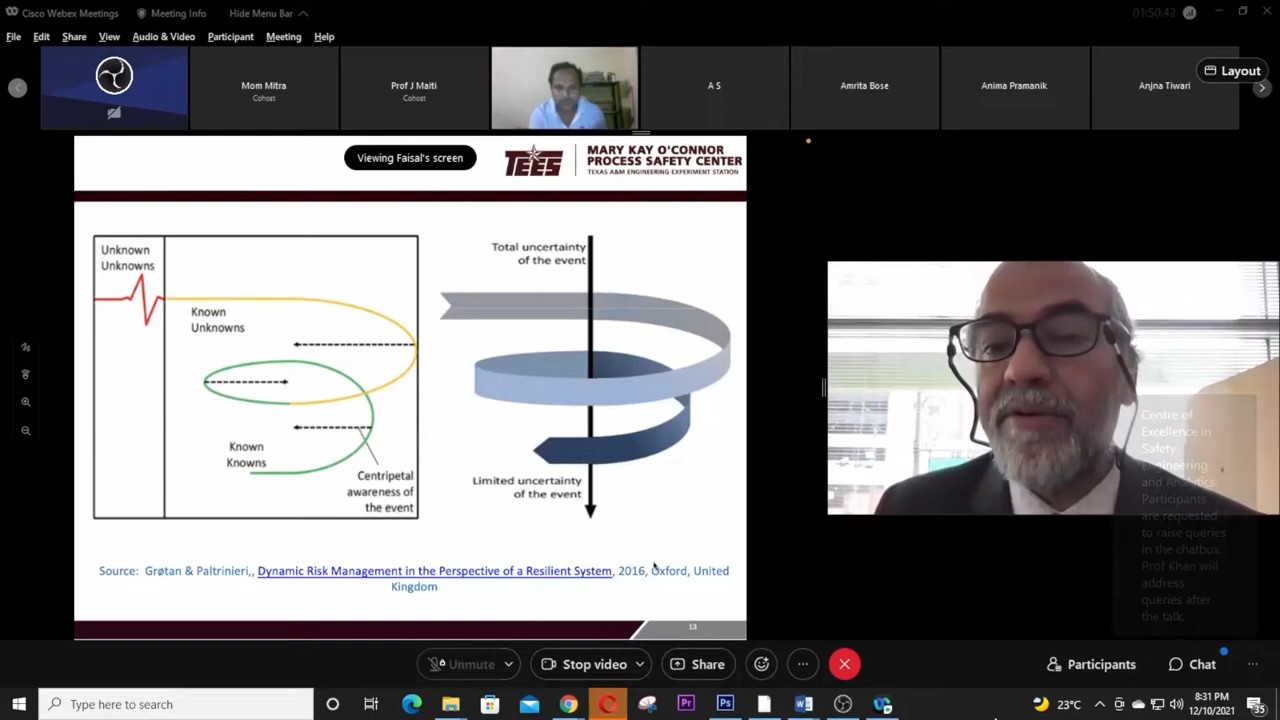 Cisco Webex Meetings
Meeting Info
Hide Menu Bar
01:50:42
File Edit Share View Audio & Video Participant Meeting Help
Mom Mitra
Cohost
Prof J Maiti
Cohost
A S
Amrita Bose
Anima Pramanik
Anjna Tiwari
Layout
Viewing Faisal's screen
TEES
MARY KAY O'CONNOR
PROCESS SAFETY CENTER
TEXAS A&M ENGINEERING EXPERIMENT STATION
Unknown
Unknowns
Known
Unknowns
Known
Knowns
Centripetal
awareness of
the event
Total uncertainty
of the event
Limited uncertainty
of the event
Source: Grøtan & Paltrinieri,, Dynamic Risk Management in the Perspective of a Resilient System, 2016, Oxford, United
Kingdom
13
Centre of
Excellence in
Safety
Engineering
and Analytics:
Participants
are requested
to raise queries
in the chatbox.
Prof Khan will
address
queries after
the talk.
Unmute
Stop video
Share
Participants
Chat
Type here to search
Pr
Ps
23°C
8:31 PM
12/10/2021
35